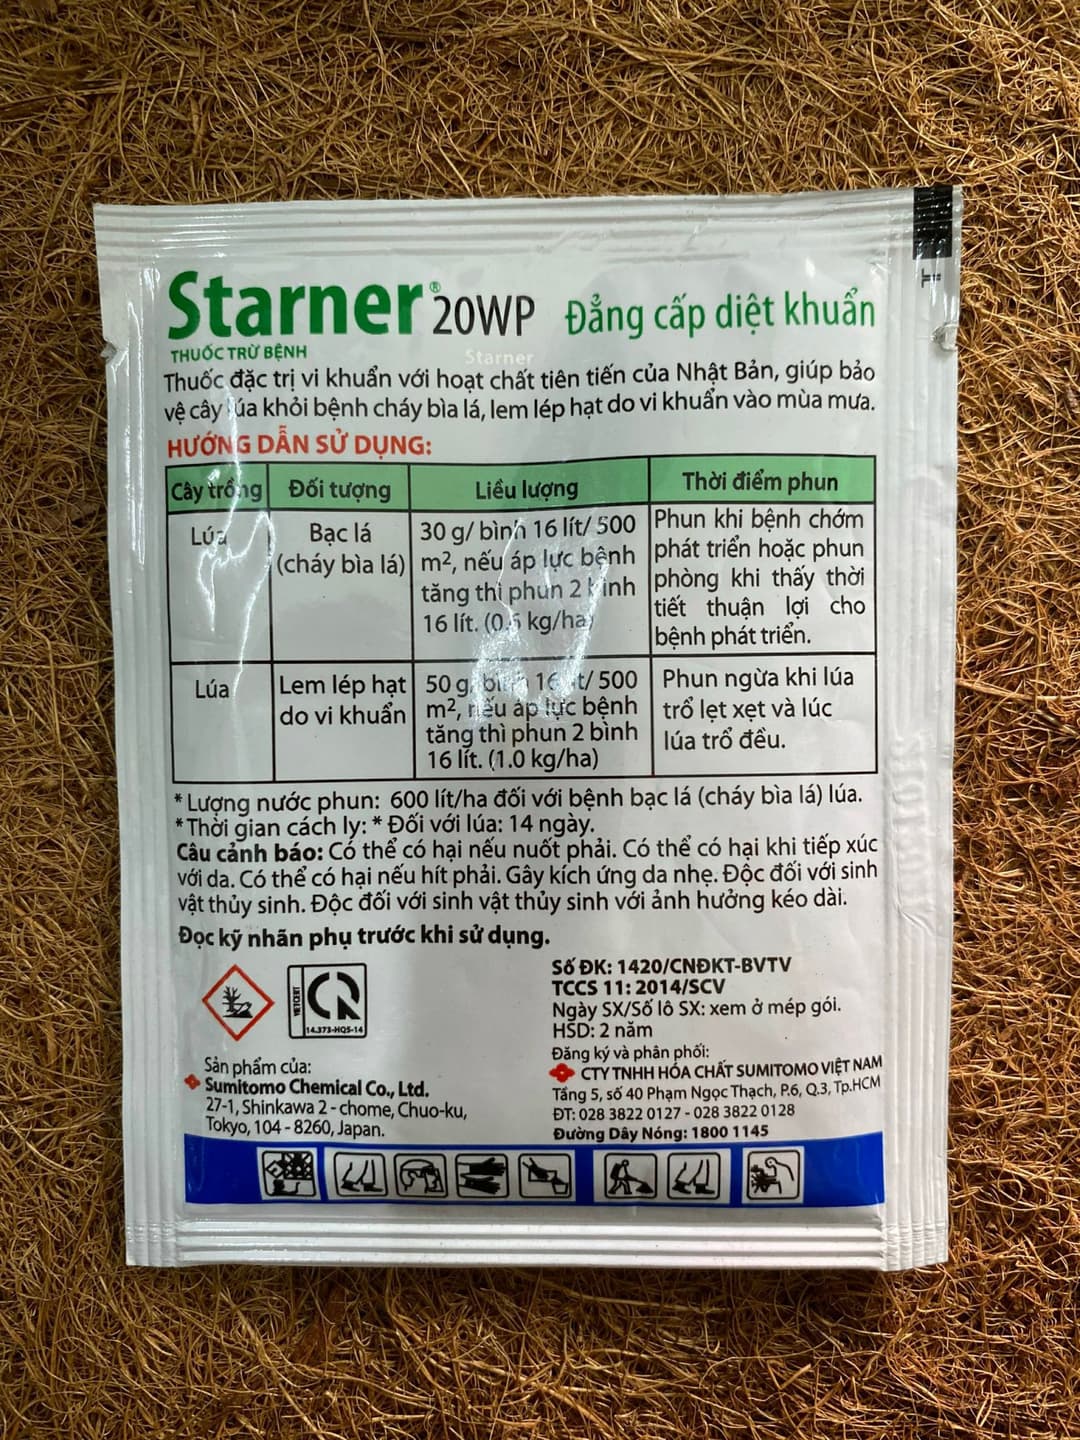 Starner® 20WP Đẳng cấp diệt khuẩn
THUỐC TRỪ BỆNH
Starner
Thuốc đặc trị vi khuẩn với hoạt chất tiên tiến của Nhật Bản, giúp bảo
vệ cây lúa khỏi bệnh cháy bìa lá, lem lép hạt do vi khuẩn vào mùa mưa.
HƯỚNG DẪN SỬ DỤNG:
Cây trồng Đối tượng Liều lượng Thời điểm phun
Lúa
Bạc lá
(cháy bìa lá)
30 g/ bình 16 lít/ 500
m², nếu áp lực bệnh
tăng thì phun 2 bình
16 lít. (0.6 kg/ha)
Phun khi bệnh chớm
phát triển hoặc phun
phòng khi thấy thời
tiết thuận lợi cho
bệnh phát triển.
Lúa
Lem lép hạt
do vi khuẩn
50 g/ bình 16 lít/ 500
m², nếu áp lực bệnh
tăng thì phun 2 bình
16 lít. (1.0 kg/ha)
Phun ngừa khi lúa
trổ lẹt xẹt và lúc
lúa trổ đều.
* Lượng nước phun: 600 lít/ha đối với bệnh bạc lá (cháy bìa lá) lúa.
* Thời gian cách ly: * Đối với lúa: 14 ngày.
Câu cảnh báo: Có thể có hại nếu nuốt phải. Có thể có hại khi tiếp xúc
với da. Có thể có hại nếu hít phải. Gây kích ứng da nhẹ. Độc đối với sinh
vật thủy sinh. Độc đối với sinh vật thủy sinh với ảnh hưởng kéo dài.
Đọc kỹ nhãn phụ trước khi sử dụng.
VIETCERT
14.373-HQS-14
Số ĐK: 1420/CNĐKT-BVTV
TCCS 11: 2014/SCV
Ngày SX/Số lô SX: xem ở mép gói.
HSD: 2 năm
Sản phẩm của:
Sumitomo Chemical Co., Ltd.
27-1, Shinkawa 2 - chome, Chuo-ku,
Tokyo, 104 - 8260, Japan.
Đăng ký và phân phối:
CTY TNHH HÓA CHẤT SUMITOMO VIỆT NAM
Tầng 5, số 40 Phạm Ngọc Thạch, P.6, Q.3, Tp.HCM
ĐT: 028 3822 0127 - 028 3822 0128
Đường Dây Nóng: 1800 1145